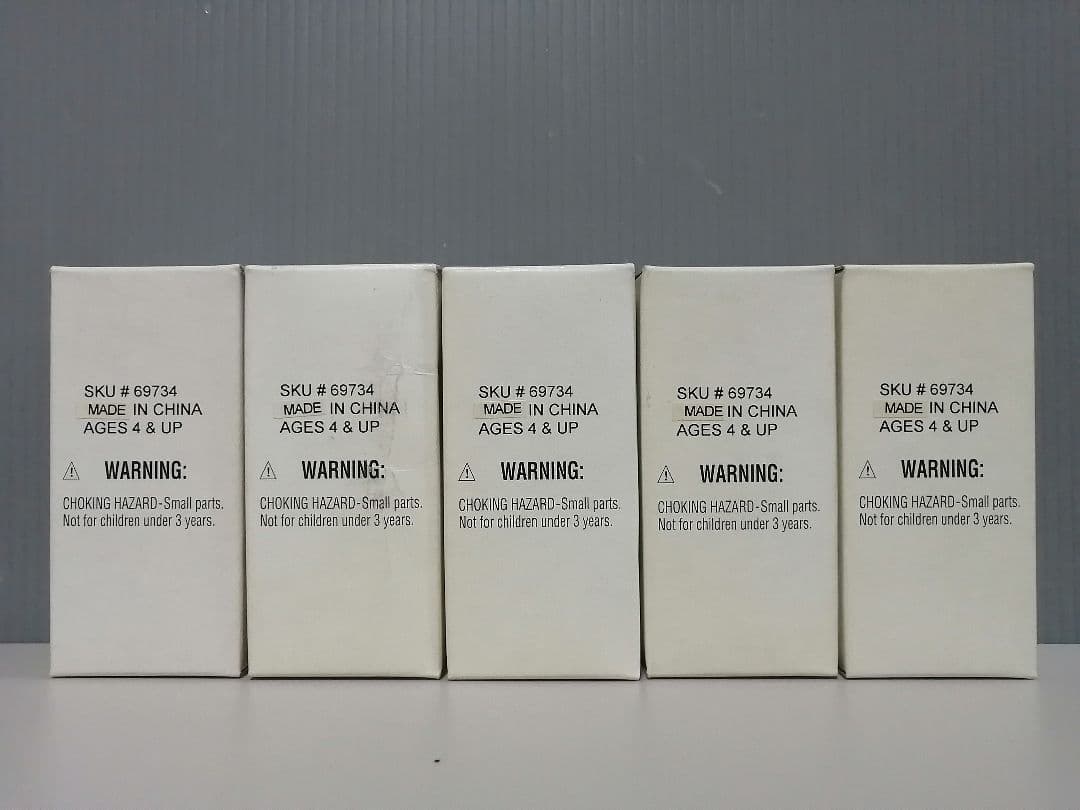 SKU # 69734
MADE IN CHINA
AGES 4 & UP
WARNING:
CHOKING HAZARD-Small parts.
Not for children under 3 years.
SKU # 69734
MADE IN CHINA
AGES 4 & UP
WARNING:
CHOKING HAZARD-Small parts.
Not for children under 3 years.
SKU # 69734
MADE IN CHINA
AGES 4 & UP
WARNING:
CHOKING HAZARD-Small parts.
Not for children under 3 years.
SKU # 69734
MADE IN CHINA
AGES 4 & UP
WARNING:
CHOKING HAZARD-Small parts.
Not for children under 3 years.
SKU # 69734
MADE IN CHINA
AGES 4 & UP
WARNING:
CHOKING HAZARD-Small parts.
Not for children under 3 years.